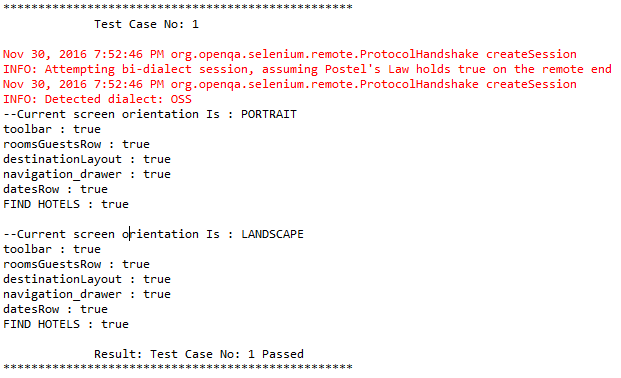 **************************************************
Test Case No: 1
Nov 30, 2016 7:52:46 PM org.openqa.selenium.remote.ProtocolHandshake createSession
INFO: Attempting bi-dialect session, assuming Postel's Law holds true on the remote end
Nov 30, 2016 7:52:46 PM org.openqa.selenium.remote.ProtocolHandshake createSession
INFO: Detected dialect: OSS
--Current screen orientation Is : PORTRAIT
toolbar : true
roomsGuestsRow : true
destinationLayout : true
navigation_drawer : true
datesRow : true
FIND HOTELS : true
--Current screen orientation Is : LANDSCAPE
toolbar : true
roomsGuestsRow : true
destinationLayout : true
navigation_drawer : true
datesRow : true
FIND HOTELS : true
Result: Test Case No: 1 Passed
**************************************************